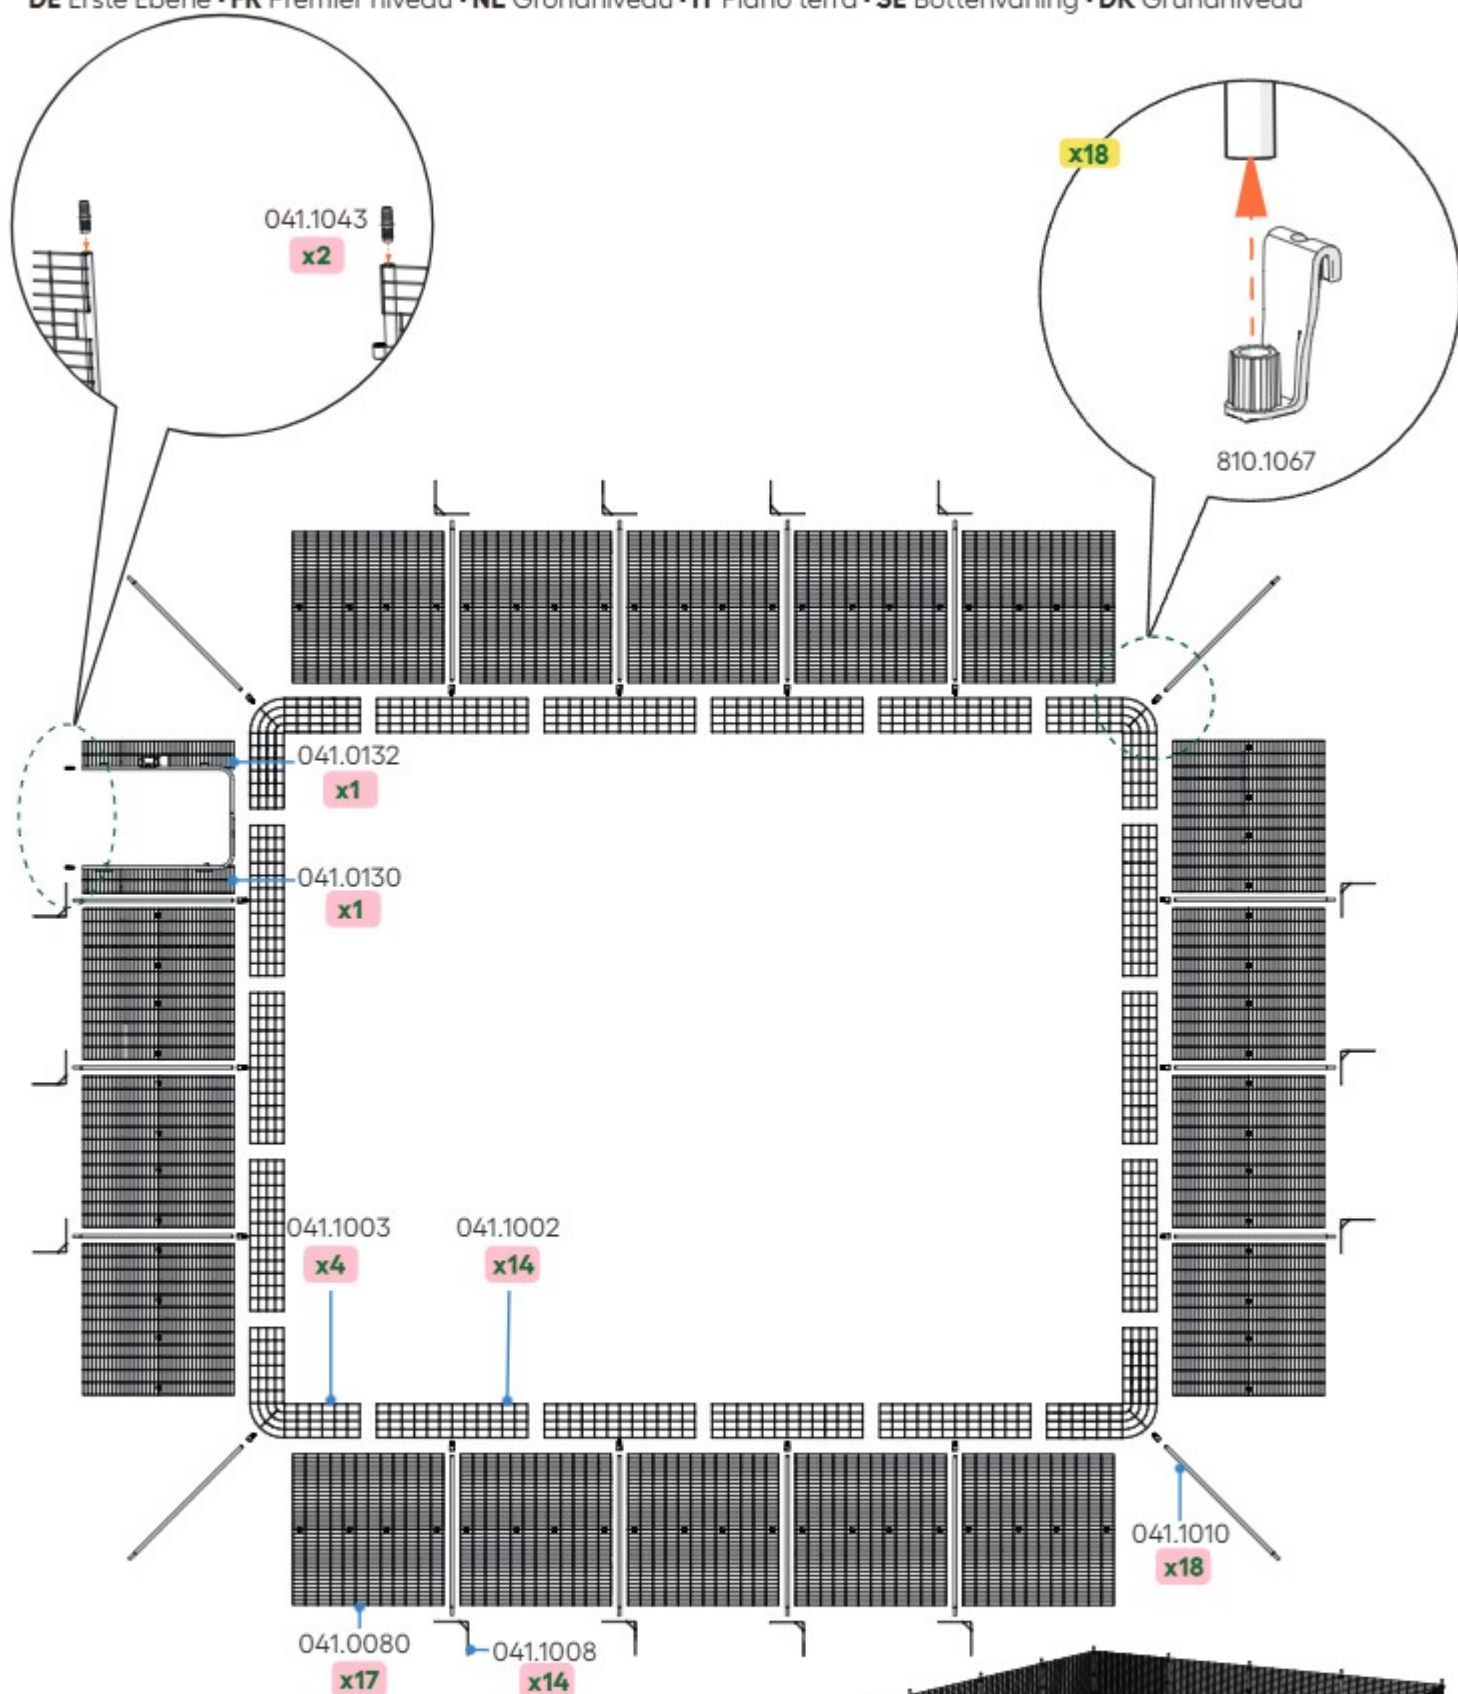 DE Erste Ebene · FR Premier niveau · NL Grondniveau · IT Piano terra · SE Bottenvåning · DK Grundniveau
x18
041.1043
x2
810.1067
041.0132
x1
041.0130
x1
041.1003
x4
041.1002
x14
041.1010
x18
041.0080
x17
041.1008
x14